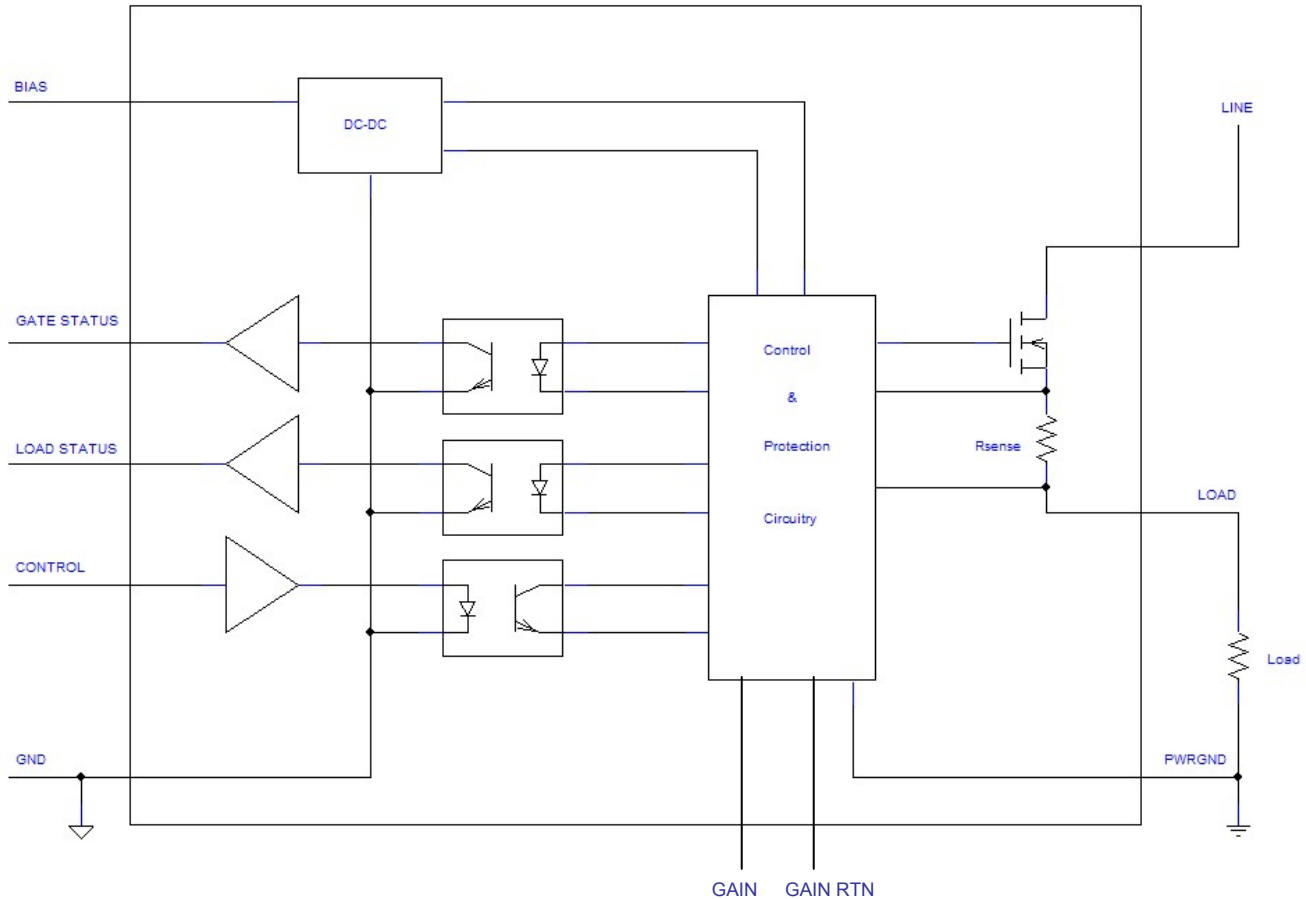 BIAS
DC-DC
LINE
GATE STATUS
Control
&
LOAD STATUS
Protection
Rsense
LOAD
Circuitry
CONTROL
Load
GND
PWRGND
GAIN
GAIN RTN